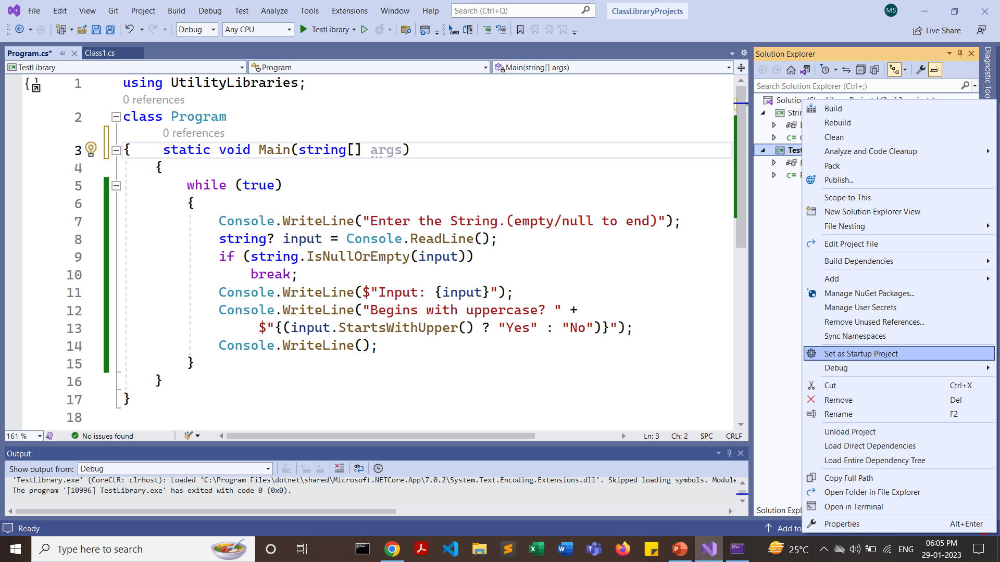 File Edit View Git Project Build Debug Test Analyze Tools Extensions Window Help Search (Ctrl+Q) ClassLibraryProjects MS
Debug Any CPU TestLibrary Live Share
Program.cs* Class1.cs
TestLibrary Program Main(string[] args)
1 using UtilityLibraries;
0 references
2 class Program
0 references
3 { static void Main(string[] args)
4 {
5 while (true)
6 {
7 Console.WriteLine("Enter the String.(empty/null to end)");
8 string? input = Console.ReadLine();
9 if (string.IsNullOrEmpty(input))
10 break;
11 Console.WriteLine($"Input: {input}");
12 Console.WriteLine("Begins with uppercase? " +
13 $"{(input.StartsWithUpper() ? "Yes" : "No")}");
14 Console.WriteLine();
15 }
16 }
17 }
18
161 % No issues found Ln: 3 Ch: 2 SPC CRLF
Output
Show output from: Debug
'TestLibrary.exe' (CoreCLR: clrhost): Loaded 'C:\Program Files\dotnet\shared\Microsoft.NETCore.App\7.0.2\System.Text.Encoding.Extensions.dll'. Skipped loading symbols. Module
The program '[10996] TestLibrary.exe' has exited with code 0 (0x0).
Solution Explorer
Search Solution Explorer (Ctrl+;)
Diagnostic Too
Build
Rebuild
Clean
Analyze and Code Cleanup
Pack
Publish...
Scope to This
New Solution Explorer View
File Nesting
Edit Project File
Build Dependencies
Add
Manage NuGet Packages...
Manage User Secrets
Remove Unused References...
Sync Namespaces
Set as Startup Project
Debug
Cut Ctrl+X
Remove Del
Rename F2
Unload Project
Load Direct Dependencies
Load Entire Dependency Tree
Copy Full Path
Open Folder in File Explorer
Open in Terminal
Properties Alt+Enter
Solution Expl
Ready Add to
Type here to search 25°C ENG 06:05 PM
29-01-2023